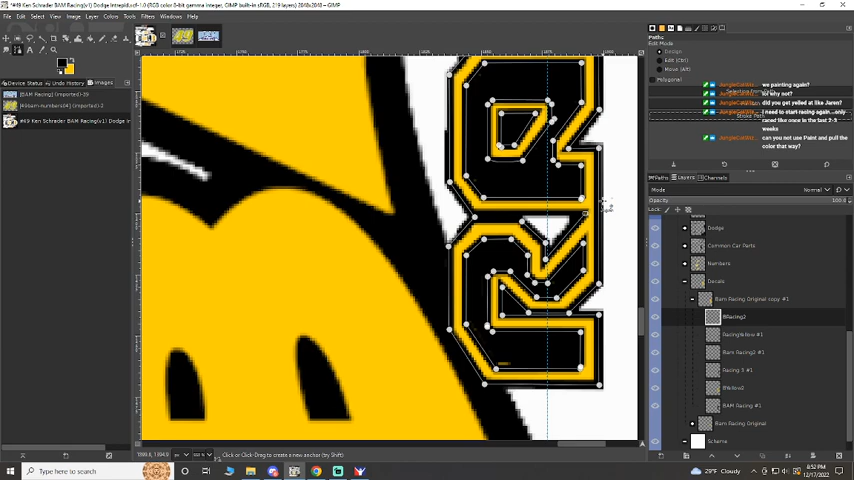 #49 Ken Schrader BAM Racing(v1) Dodge Intrepid.xcf-1.0 (RGB color 8-bit gamma integer, GIMP built-in sRGB, 219 layers) 2048x2048 – GIMP
File Edit Select View Image Layer Colors Tools Filters Windows Help
Device Status Undo History Images
[BAM Racing] (imported)-39
#49 Ken Schrader BAM Racing(v1) Dodge In
Paths
Edit Mode
Design
Edit (Ctrl)
Move (Alt)
Polygonal
we painting again?
lol why not?
did you get yelled at like Jaren?
I need to start racing again....only
raced like once in the last 2-3
weeks
can you not use Paint and pull the
color that way?
Paths Layers Channels
Mode Normal
Opacity 100.0
Lock:
Dodge
Common Car Parts
Numbers
Decals
Bam Racing Original copy #1
BRacing2
Bam Racing2 #1
Racing 3 #1
BAM Racing #1
Bam Racing Original
Scheme
px
Click or Click-Drag to create a new anchor (try Shift)
Type here to search
29°F Cloudy
8:52 PM
12/17/2022